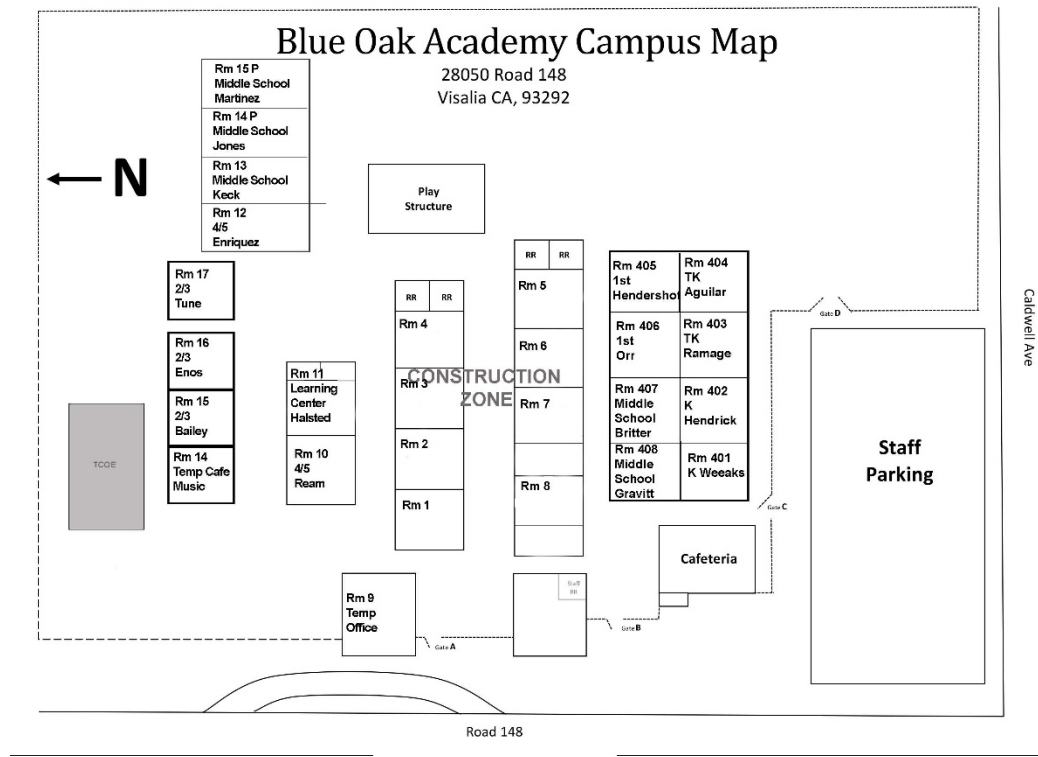 Blue Oak Academy Campus Map
28050 Road 148
Visalia CA, 93292
N
Rm 15 P
Middle School
Martinez
Rm 14 P
Middle School
Jones
Rm 13
Middle School
Keck
Rm 12
4/5
Enriquez
Play
Structure
Rm 17
2/3
Tune
Rm 16
2/3
Enos
Rm 15
2/3
Bailey
Rm 14
Temp Cafe
Music
TCOE
Rm 11
Learning
Center
Halsted
Rm 10
4/5
Ream
RR RR
Rm 4
Rm 3
Rm 2
Rm 1
CONSTRUCTION
ZONE
RR RR
Rm 5
Rm 6
Rm 7
Rm 8
Rm 405
1st
Hendershot
Rm 404
TK
Aguilar
Rm 406
1st
Orr
Rm 403
TK
Ramage
Rm 407
Middle
School
Britter
Rm 402
K
Hendrick
Rm 408
Middle
School
Gravitt
Rm 401
K Weeaks
Gate D
Gate C
Staff
Parking
Caldwell Ave
Cafeteria
Rm 9
Temp
Office
Gate A
Staff
RR
Gate B
Road 148